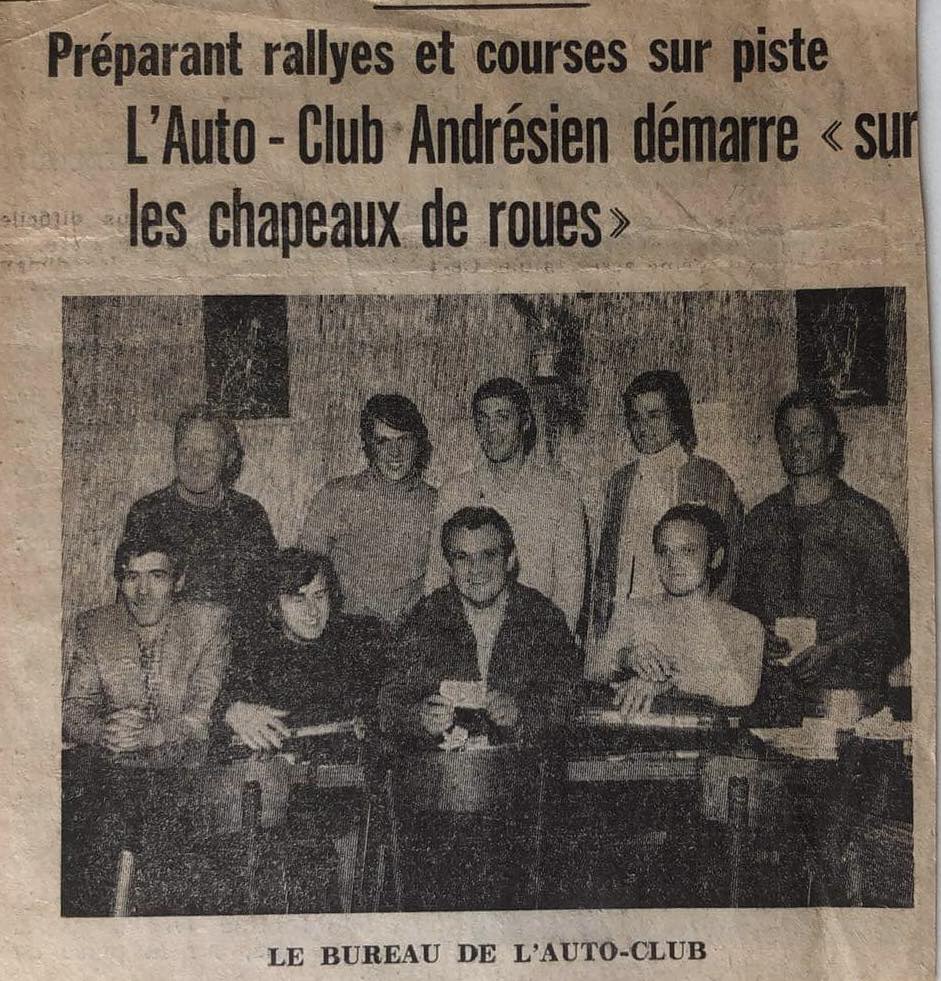 Préparant rallyes et courses sur piste
L'Auto - Club Andrésien démarre « sur
les chapeaux de roues »
LE BUREAU DE L'AUTO-CLUB